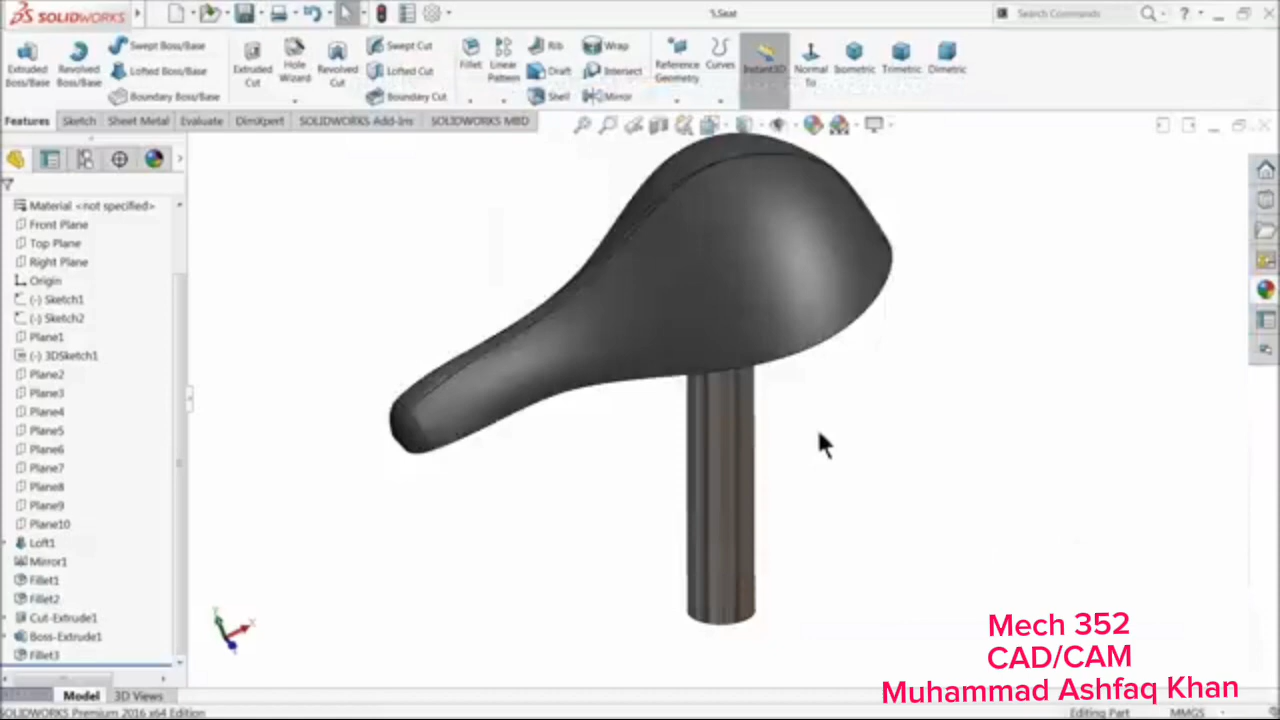 SOLIDWORKS
Seat
Search Commands
?
Extruded Boss/Base
Revolved Boss/Base
Swept Boss/Base
Lofted Boss/Base
Boundary Boss/Base
Extruded Cut
Hole Wizard
Revolved Cut
Swept Cut
Lofted Cut
Boundary Cut
Fillet
Linear Pattern
Rib
Draft
Shell
Wrap
Intersect
Mirror
Reference Geometry
Curves
Instant3D
Normal To
Isometric
Trimetric
Dimetric
Features Sketch Sheet Metal Evaluate DimXpert SOLIDWORKS Add-Ins SOLIDWORKS MBD
Material <not specified>
Front Plane
Top Plane
Right Plane
Origin
(-) Sketch1
(-) Sketch2
Plane1
(-) 3DSketch1
Plane2
Plane3
Plane4
Plane5
Plane6
Plane7
Plane8
Plane9
Plane10
Loft1
Mirror1
Fillet1
Fillet2
Cut-Extrude1
Boss-Extrude1
Fillet3
Mech 352
CAD/CAM
Muhammad Ashfaq Khan
Model 3D Views
SOLIDWORKS Premium 2016 x64 Edition
Editing Part
MMGS